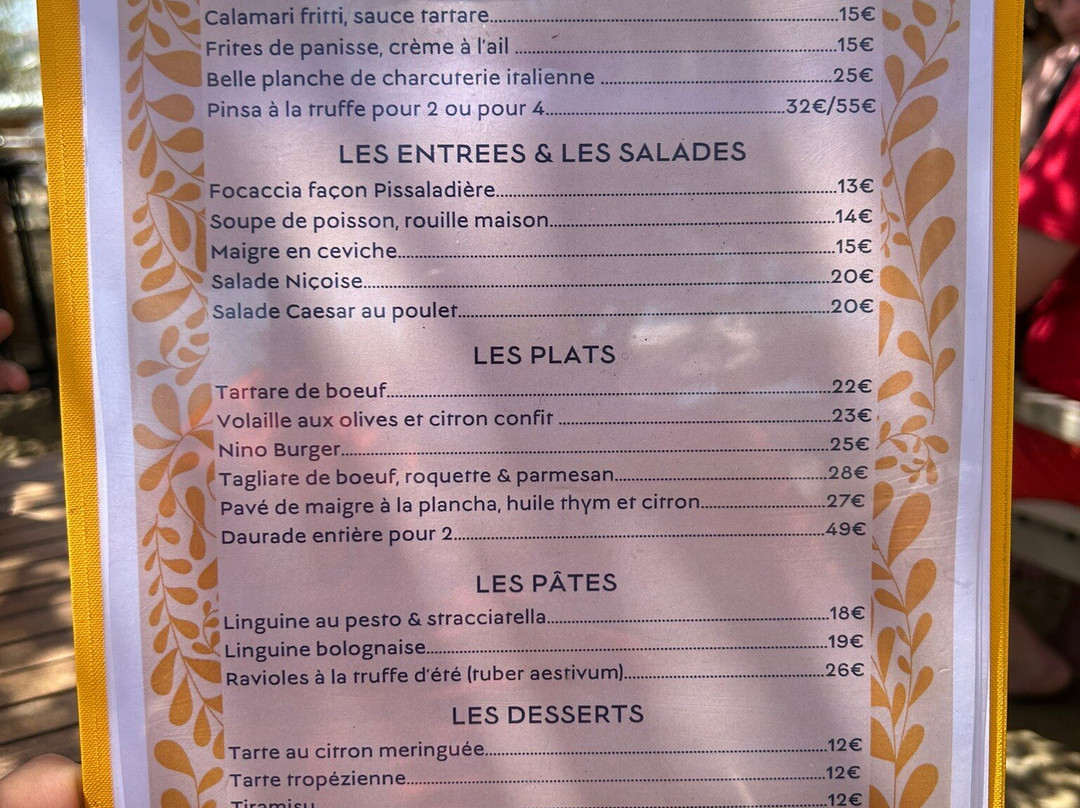 Calamari fritti, sauce tartare..........15€
Frites de panisse, crème à l'ail ..........15€
Belle planche de charcuterie italienne ..........25€
Pinsa à la truffe pour 2 ou pour 4..........32€/55€
LES ENTREES & LES SALADES
Focaccia façon Pissaladière..........13€
Soupe de poisson, rouille maison..........14€
Maigre en ceviche..........15€
Salade Niçoise..........20€
Salade Caesar au poulet..........20€
LES PLATS
Tartare de boeuf..........22€
Volaille aux olives et citron confit ..........23€
Nino Burger..........25€
Tagliate de boeuf, roquette & parmesan..........28€
Pavé de maigre à la plancha, huile thym et citron..........27€
Daurade entière pour 2..........49€
LES PÂTES
Linguine au pesto & stracciatella..........18€
Linguine bolognaise..........19€
Ravioles à la truffe d'été (tuber aestivum)..........26€
LES DESSERTS
Tarte au citron meringuée..........12€
Tarte tropézienne..........12€
Tiramisu..........12€